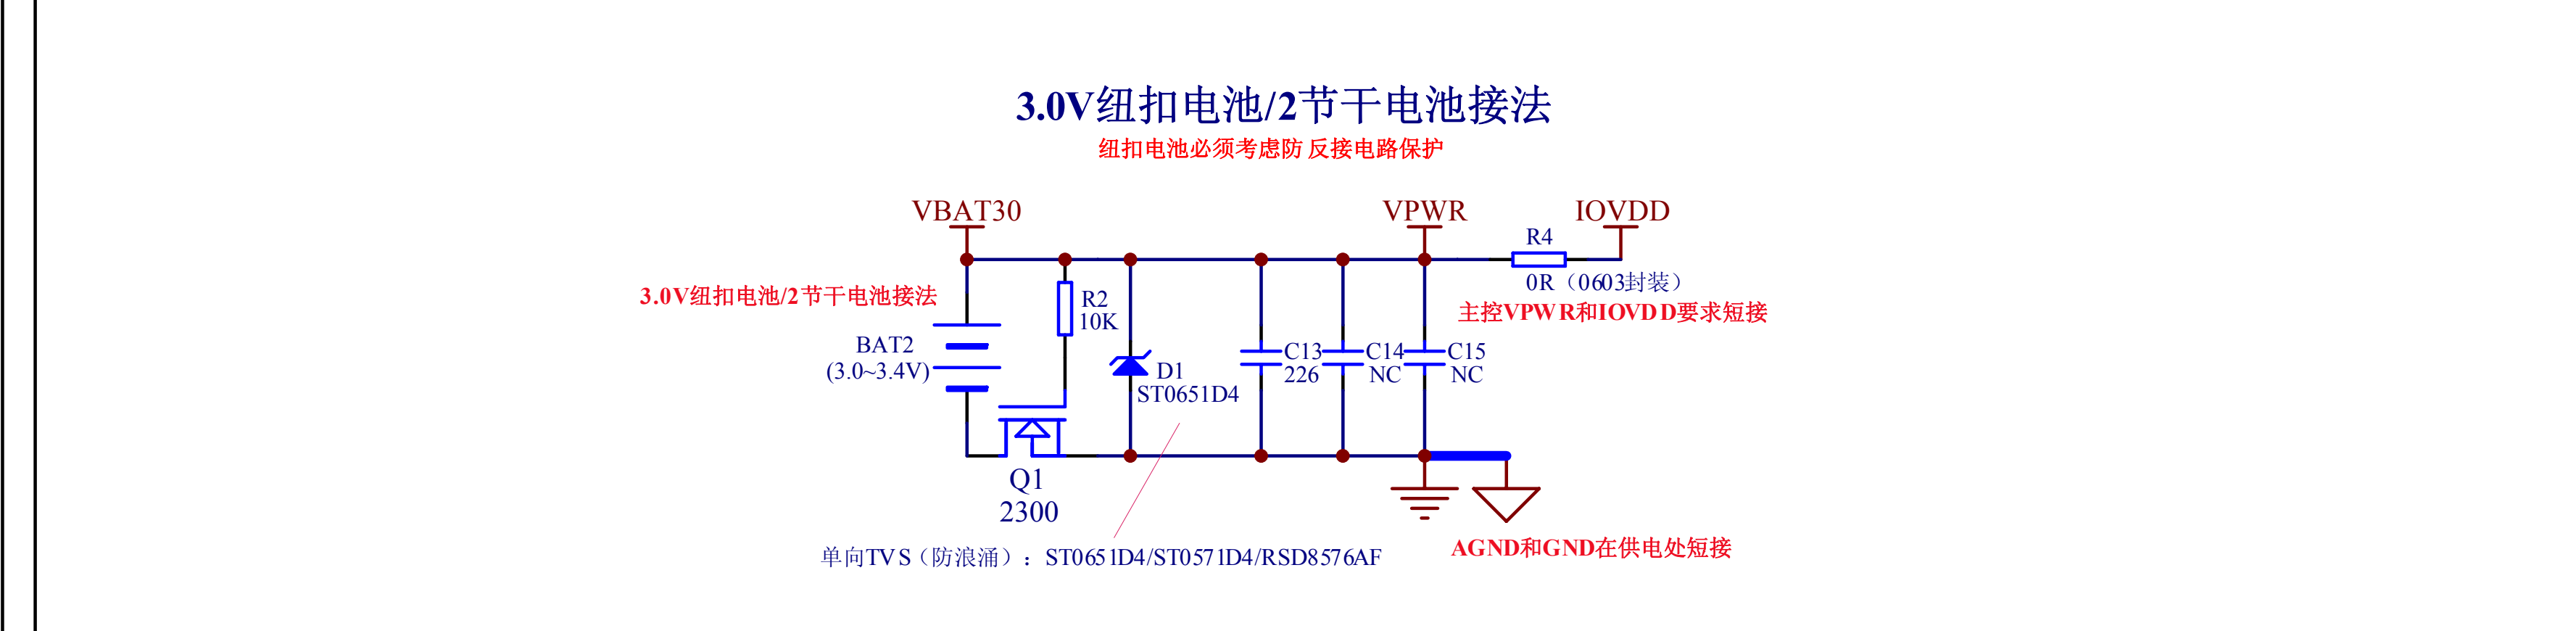 3.0V纽扣电池/2节干电池接法
纽扣电池必须考虑防反接电路保护
VBAT30
VPWR
IOVDD
R4
0R（0603封装）
3.0V纽扣电池/2节干电池接法
R2
10K
主控VPWR和IOVDD要求短接
BAT2
(3.0~3.4V)
D1
ST0651D4
C13
226
C14
NC
C15
NC
Q1
2300
单向TVS（防浪涌）：ST0651D4/ST0571D4/RSD8576AF
AGND和GND在供电处短接